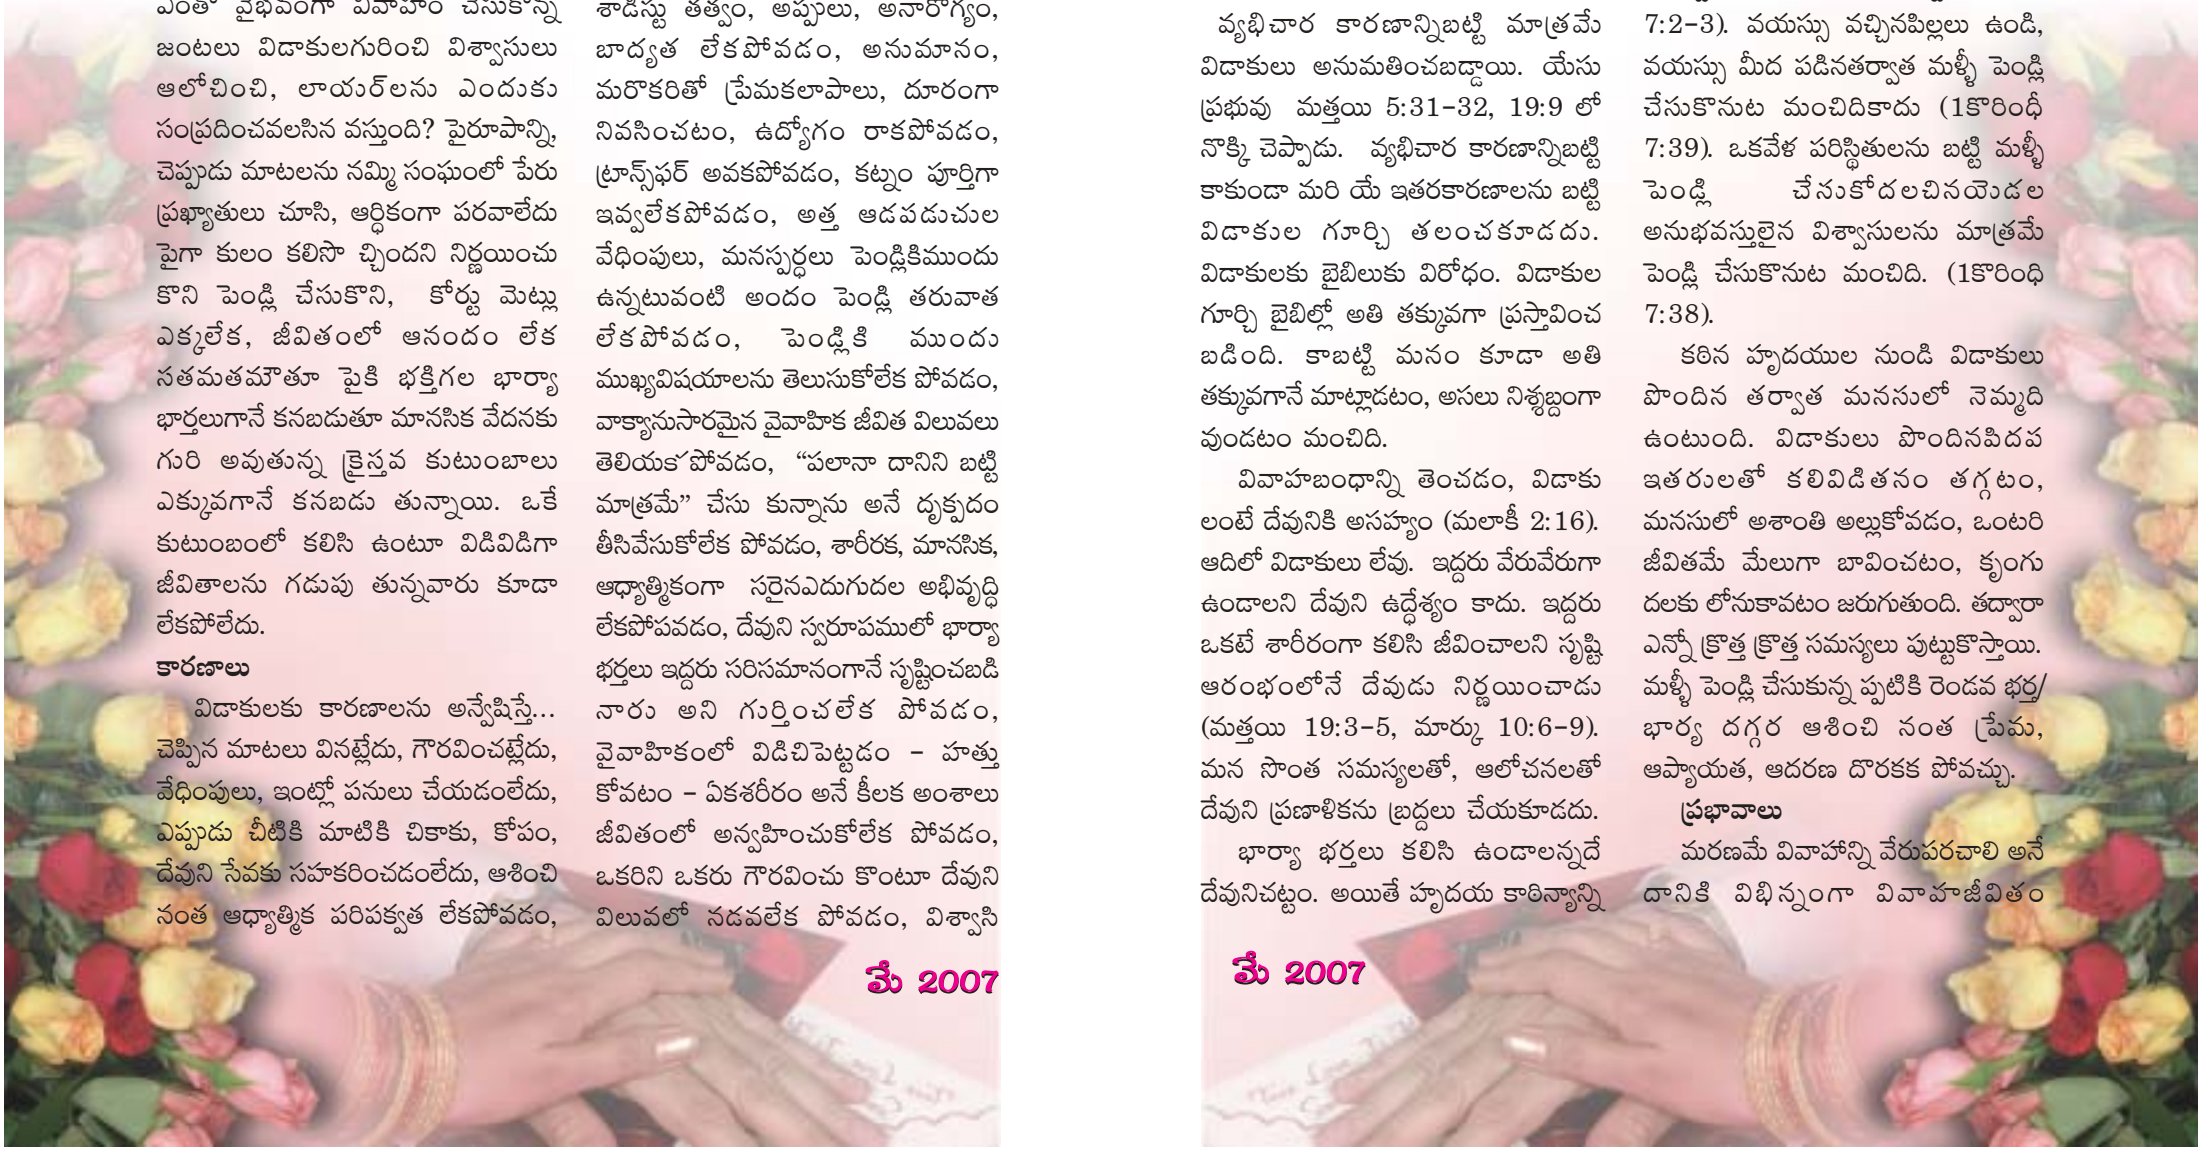 ఎంతో వైభవంగా వివాహం చేసుకొన్న
జంటలు విడాకులగురించి విశ్వాసులు
ఆలోచించి, లాయర్‌లను ఎందుకు
సంప్రదించవలసిన వస్తుంది? పైరూపాన్ని,
చెప్పుడు మాటలను నమ్మి సంఘంలో పేరు
ప్రఖ్యాతులు చూసి, ఆర్ధికంగా పరవాలేదు
పైగా కులం కలిసొ చ్చిందని నిర్ణయించు
కొని పెండ్లి చేసుకొని, కోర్టు మెట్లు
ఎక్కలేక, జీవితంలో ఆనందం లేక
సతమతమౌతూ పైకి భక్తిగల భార్యా
భార్తలుగానే కనబడుతూ మానసిక వేదనకు
గురి అవుతున్న క్రైస్తవ కుటుంబాలు
ఎక్కువగానే కనబడు తున్నాయి. ఒకే
కుటుంబంలో కలిసి ఉంటూ విడివిడిగా
జీవితాలను గడుపు తున్నవారు కూడా
లేకపోలేదు.
కారణాలు
విడాకులకు కారణాలను అన్వేషిస్తే...
చెప్పిన మాటలు వినట్లేదు, గౌరవించట్లేదు,
వేధింపులు, ఇంట్లో పనులు చేయడంలేదు,
ఎప్పుడు చీటికి మాటికి చికాకు, కోపం,
దేవుని సేవకు సహకరించడంలేదు, ఆశించి
నంత ఆధ్యాత్మిక పరిపక్వత లేకపోవడం,
శాడిస్టు తత్వం, అప్పులు, అనారోగ్యం,
బాద్యత లేకపోవడం, అనుమానం,
మరొకరితో ప్రేమకలాపాలు, దూరంగా
నివసించటం, ఉద్యోగం రాకపోవడం,
ట్రాన్స్‌ఫర్ అవకపోవడం, కట్నం పూర్తిగా
ఇవ్వలేకపోవడం, అత్త ఆడపడుచుల
వేధింపులు, మనస్పర్ధలు పెండ్లికిముందు
ఉన్నటువంటి అందం పెండ్లి తరువాత
లేకపోవడం, పెండ్లికి ముందు
ముఖ్యవిషయాలను తెలుసుకోలేక పోవడం,
వాక్యానుసారమైన వైవాహిక జీవిత విలువలు
తెలియకపోవడం, “పలానా దానిని బట్టి
మాత్రమే” చేసు కున్నాను అనే దృక్పదం
తీసివేసుకోలేక పోవడం, శారీరక, మానసిక,
ఆధ్యాత్మికంగా సరైనఎదుగుదల అభివృద్ధి
లేకపోపవడం, దేవుని స్వరూపములో భార్యా
భర్తలు ఇద్దరు సరిసమానంగానే సృష్టించబడి
నారు అని గుర్తించలేక పోవడం,
వైవాహికంలో విడిచిపెట్టడం – హత్తు
కోవటం – ఏకశరీరం అనే కీలక అంశాలు
జీవితంలో అన్వహించుకోలేక పోవడం,
ఒకరిని ఒకరు గౌరవించు కొంటూ దేవుని
విలువలో నడవలేక పోవడం, విశ్వాసి
మే 2007
వ్యభిచార కారణాన్నిబట్టి మాత్రమే
విడాకులు అనుమతించబడ్డాయి. యేసు
ప్రభువు మత్తయి 5:31-32, 19:9 లో
నొక్కి చెప్పాడు. వ్యభిచార కారణాన్నిబట్టి
కాకుండా మరి యే ఇతరకారణాలను బట్టి
విడాకుల గూర్చి తలంచకూడదు.
విడాకులకు బైబిలుకు విరోధం. విడాకుల
గూర్చి బైబిల్లో అతి తక్కువగా ప్రస్తావించ
బడింది. కాబట్టి మనం కూడా అతి
తక్కువగానే మాట్లాడటం, అసలు నిశ్శబ్దంగా
వుండటం మంచిది.
వివాహబంధాన్ని తెంచడం, విడాకు
లంటే దేవునికి అసహ్యం (మలాకీ 2:16).
ఆదిలో విడాకులు లేవు. ఇద్దరు వేరువేరుగా
ఉండాలని దేవుని ఉద్ధేశ్యం కాదు. ఇద్దరు
ఒకటే శారీరంగా కలిసి జీవించాలని సృష్టి
ఆరంభంలోనే దేవుడు నిర్ణయించాడు
(మత్తయి 19:3-5, మార్కు 10:6-9).
మన సొంత సమస్యలతో, ఆలోచనలతో
దేవుని ప్రణాళికను బ్రద్దలు చేయకూడదు.
భార్యా భర్తలు కలిసి ఉండాలన్నదే
దేవునిచట్టం. అయితే హృదయ కాఠిన్యాన్ని
7:2-3). వయస్సు వచ్చినపిల్లలు ఉండి,
వయస్సు మీద పడినతర్వాత మళ్ళీ పెండ్లి
చేసుకొనుట మంచిదికాదు (1కొరింధీ
7:39). ఒకవేళ పరిస్థితులను బట్టి మళ్ళీ
పెండ్లి చేసుకోదలచినయెడల
అనుభవస్తులైన విశ్వాసులను మాత్రమే
పెండ్లి చేసుకొనుట మంచిది. (1కొరింధి
7:38).
కఠిన హృదయుల నుండి విడాకులు
పొందిన తర్వాత మనసులో నెమ్మది
ఉంటుంది. విడాకులు పొందినపిదప
ఇతరులతో కలివిడితనం తగ్గటం,
మనసులో అశాంతి అల్లుకోవడం, ఒంటరి
జీవితమే మేలుగా బావించటం, కృంగు
దలకు లోనుకావటం జరుగుతుంది. తద్వారా
ఎన్నో క్రొత్త క్రొత్త సమస్యలు పుట్టుకొస్తాయి.
మళ్ళీ పెండ్లి చేసుకున్న ప్పటికి రెండవ భర్త/
భార్య దగ్గర ఆశించి నంత ప్రేమ,
ఆప్యాయత, ఆదరణ దొరకక పోవచ్చు.
ప్రభావాలు
మరణమే వివాహాన్ని వేరుపరచాలి అనే
దానికి విభిన్నంగా వివాహజీవితం
మే 2007